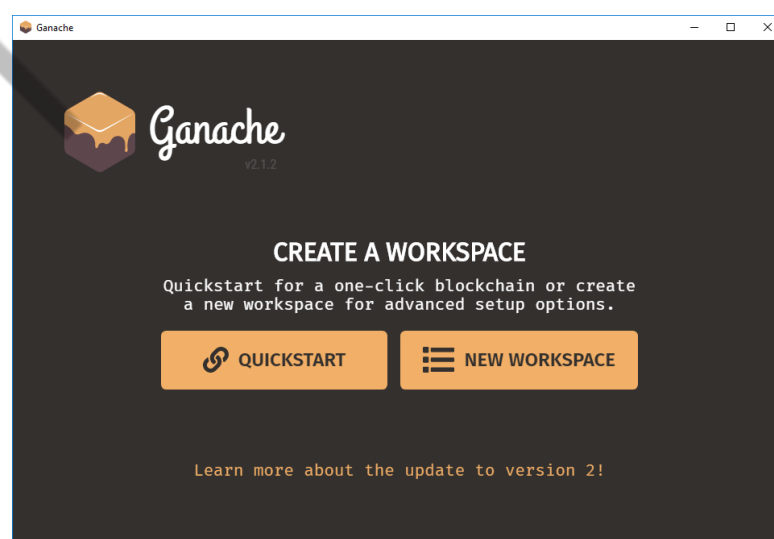 Ganache
Ganache
v2.1.2
CREATE A WORKSPACE
Quickstart for a one-click blockchain or create
a new workspace for advanced setup options.
QUICKSTART
NEW WORKSPACE
Learn more about the update to version 2!